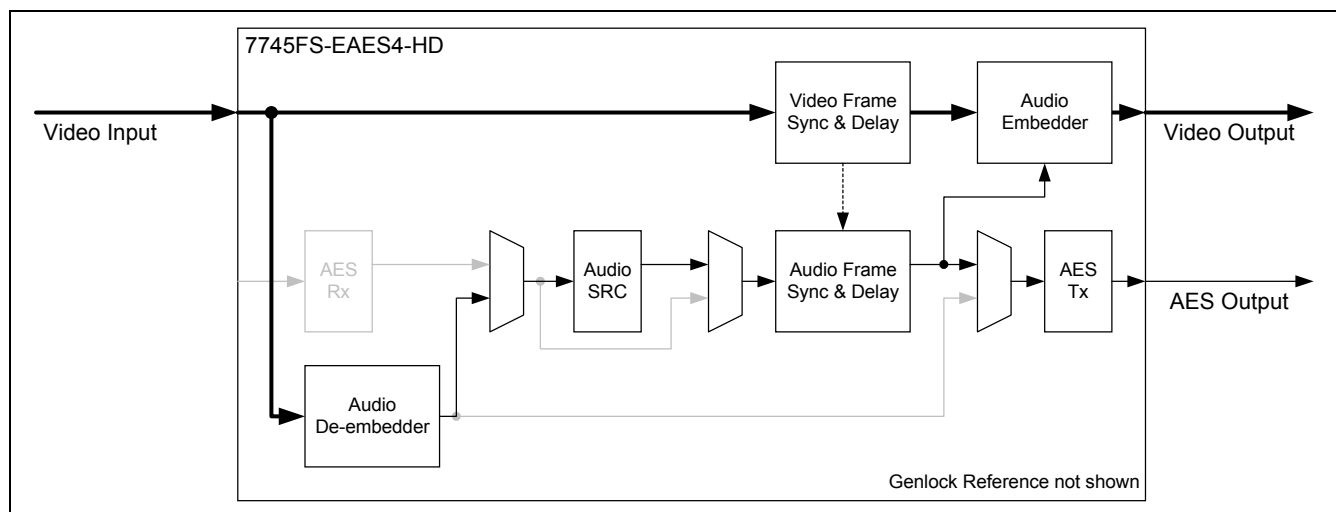 7745FS-EAES4-HD
Video Input
Video Frame
Sync & Delay
Audio
Embedder
Video Output
AES
Rx
Audio
SRC
Audio Frame
Sync & Delay
AES
Tx
AES Output
Audio
De-embedder
Genlock Reference not shown